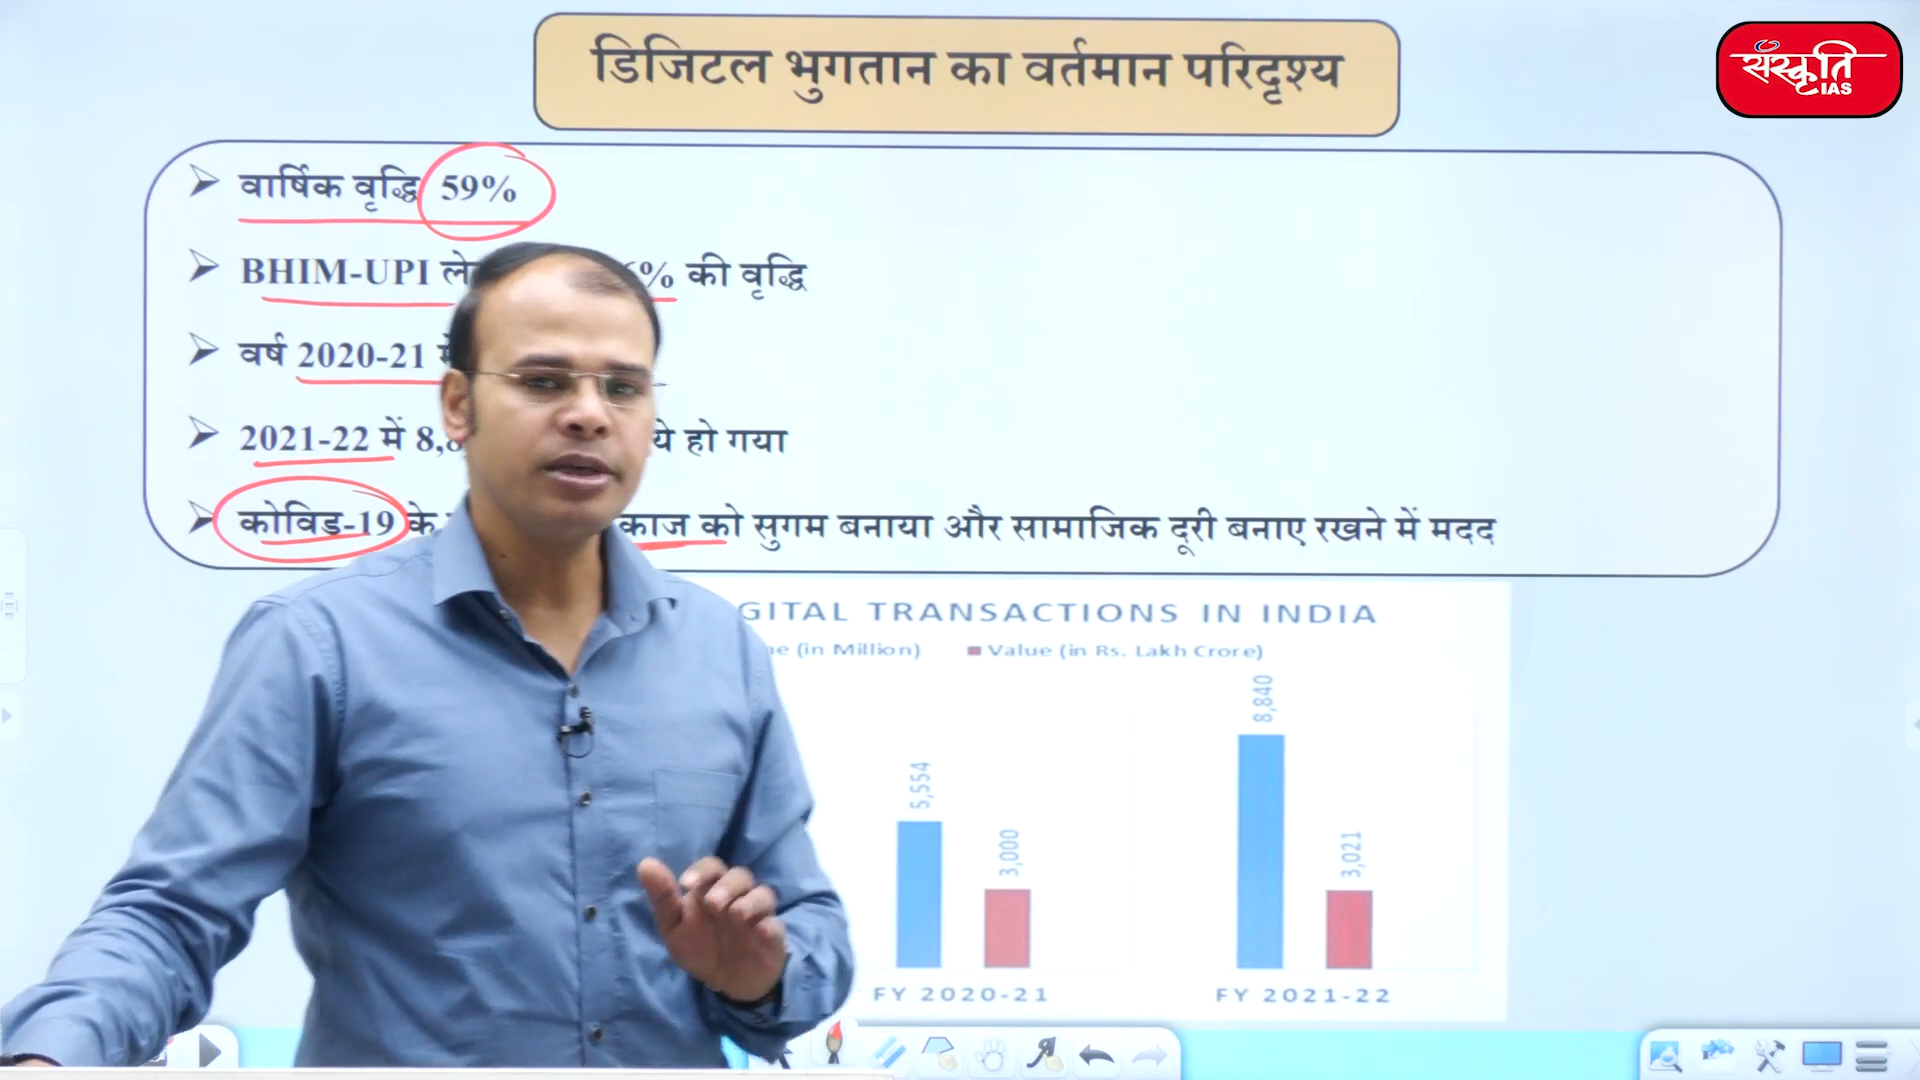 डिजिटल भुगतान का वर्तमान परिदृश्य
संस्कृति
IAS
वार्षिक वृद्धि 59%
BHIM-UPI % की वृद्धि
वर्ष 2020-21
2021-22 में हो गया
कोविड-19 के को सुगम बनाया और सामाजिक दूरी बनाए रखने में मदद
TRANSACTIONS IN INDIA
(in Million) Value (in Rs. Lakh Crore)
8,840
5,554
3,000
3,021
FY 2020-21 FY 2021-22